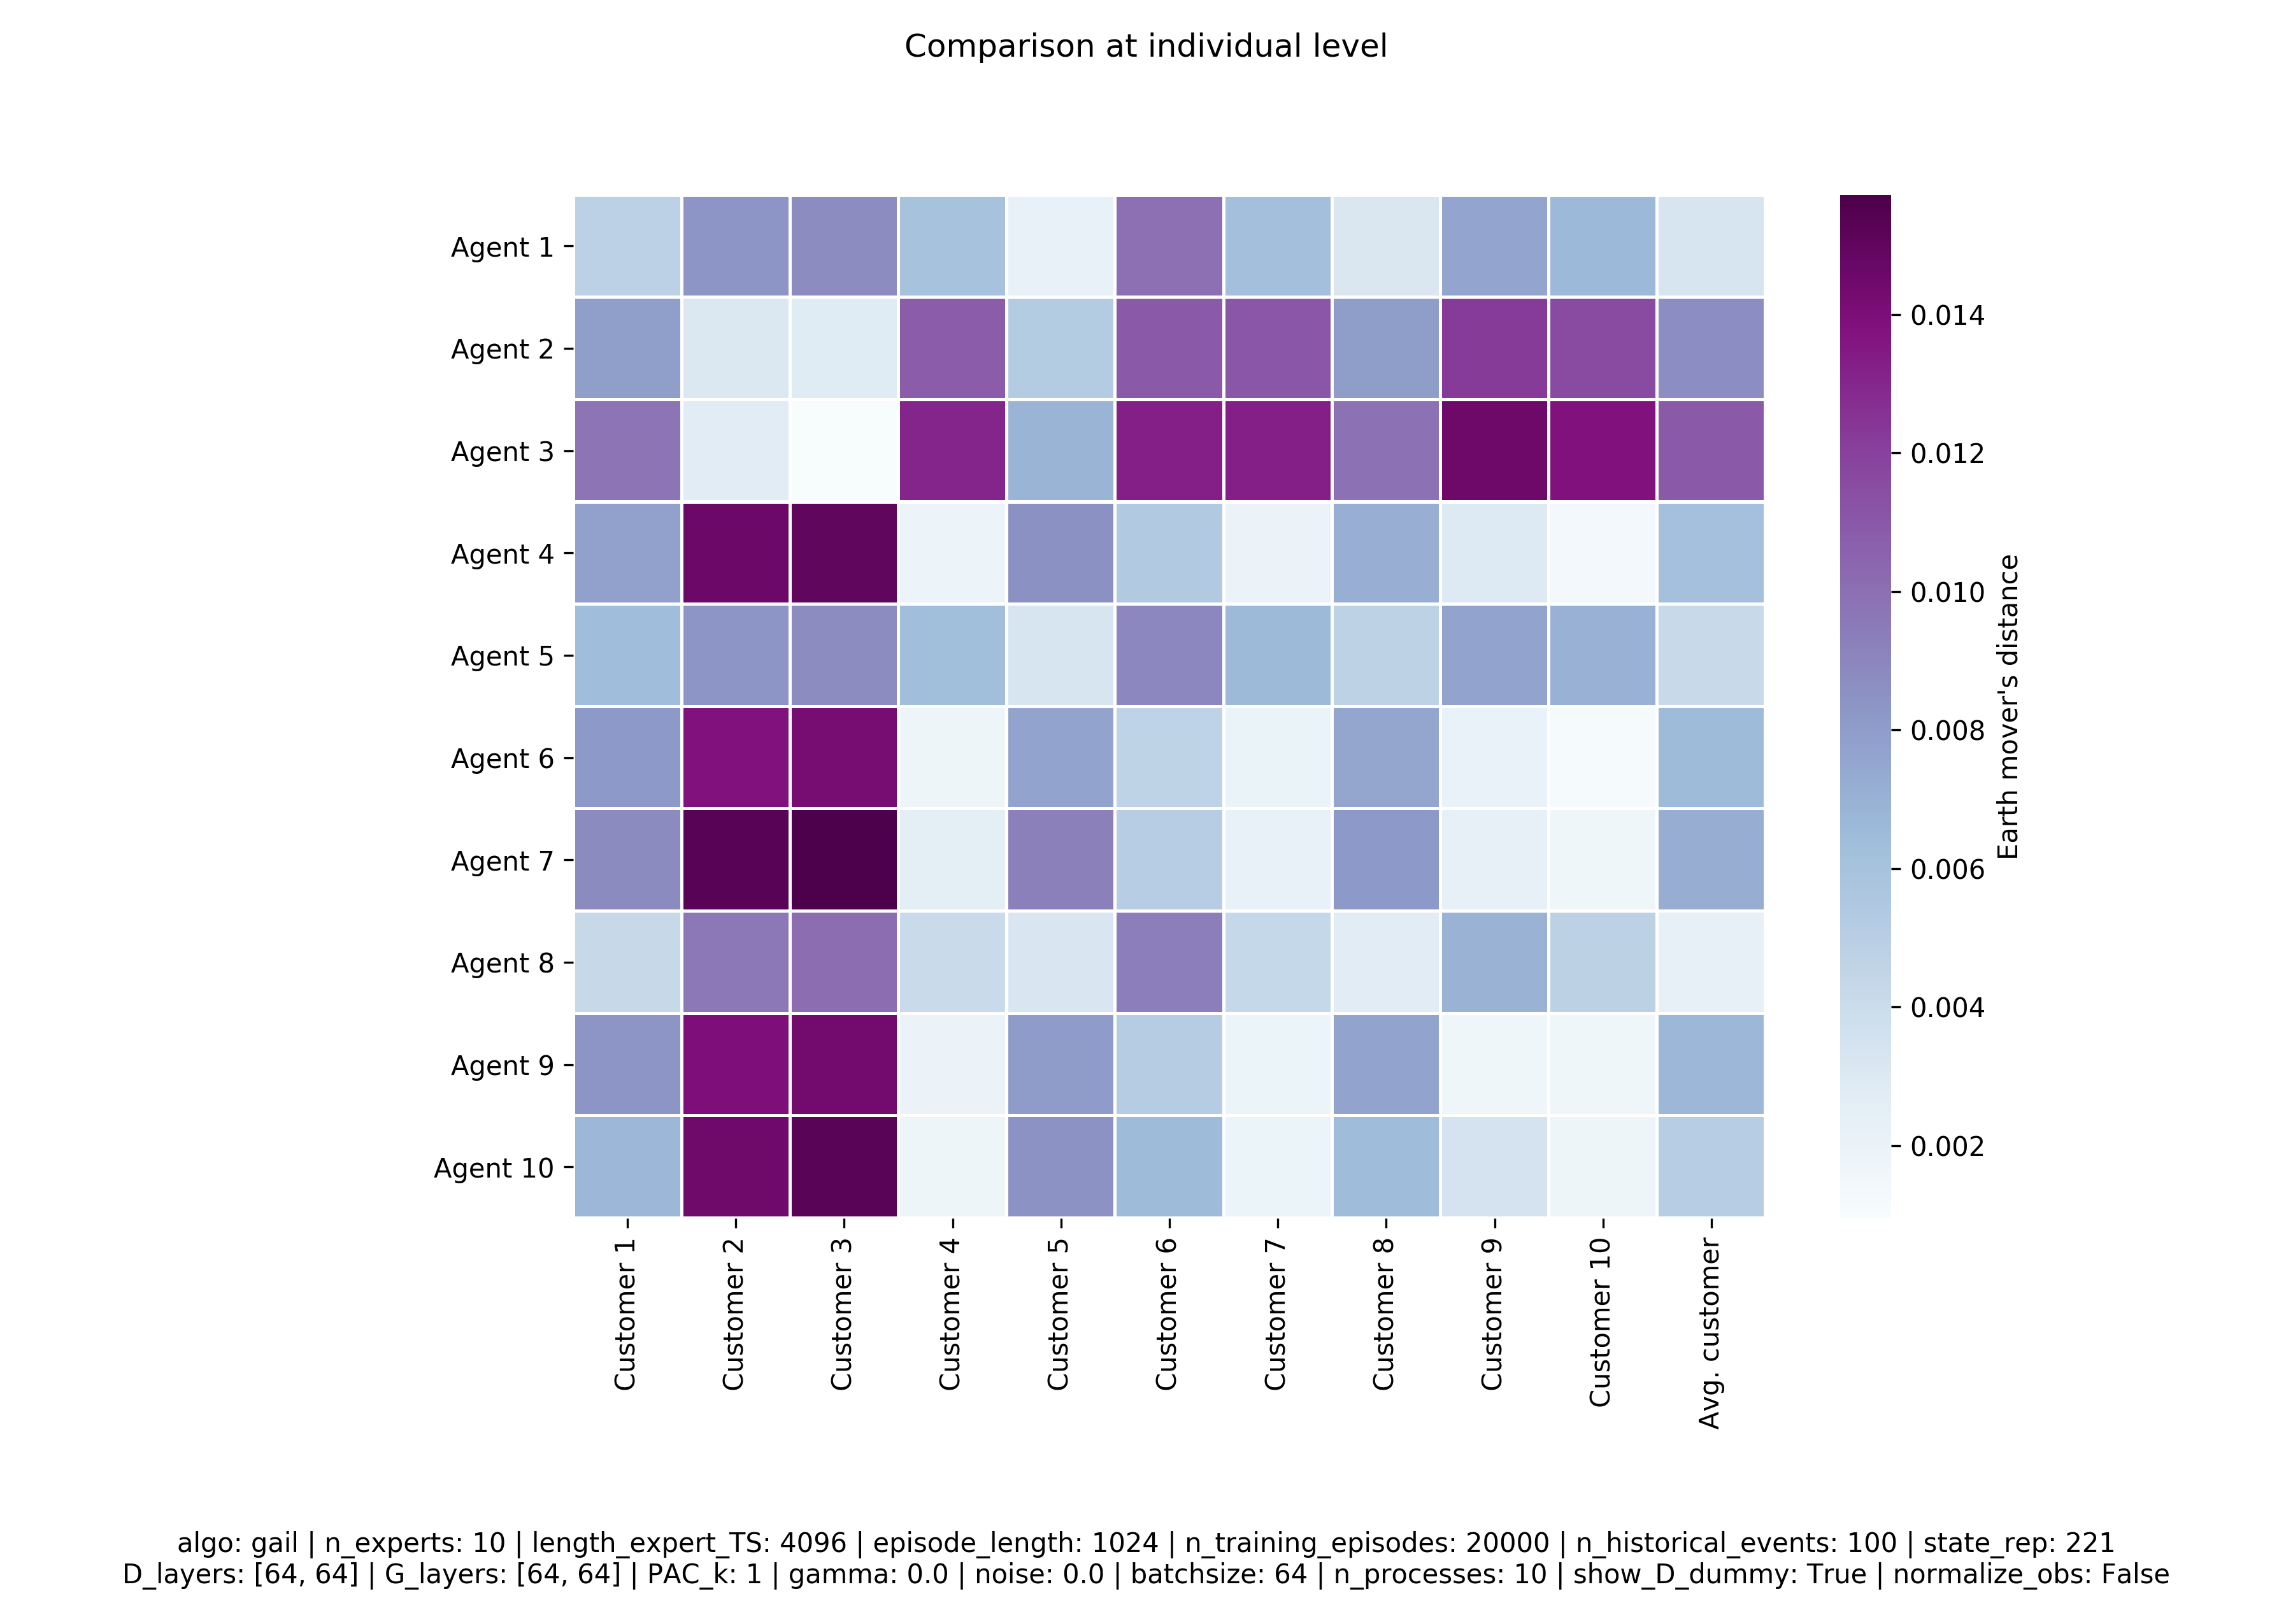 Comparison at individual level
Agent 1
Agent 2
Agent 3
Agent 4
Agent 5
Agent 6
Agent 7
Agent 8
Agent 9
Agent 10
Customer 1
Customer 2
Customer 3
Customer 4
Customer 5
Customer 6
Customer 7
Customer 8
Customer 9
Customer 10
Avg. customer
0.014
0.012
0.010
0.008
0.006
0.004
0.002
Earth mover's distance
algo: gail | n_experts: 10 | length_expert_TS: 4096 | episode_length: 1024 | n_training_episodes: 20000 | n_historical_events: 100 | state_rep: 221
D_layers: [64, 64] | G_layers: [64, 64] | PAC_k: 1 | gamma: 0.0 | noise: 0.0 | batchsize: 64 | n_processes: 10 | show_D_dummy: True | normalize_obs: False